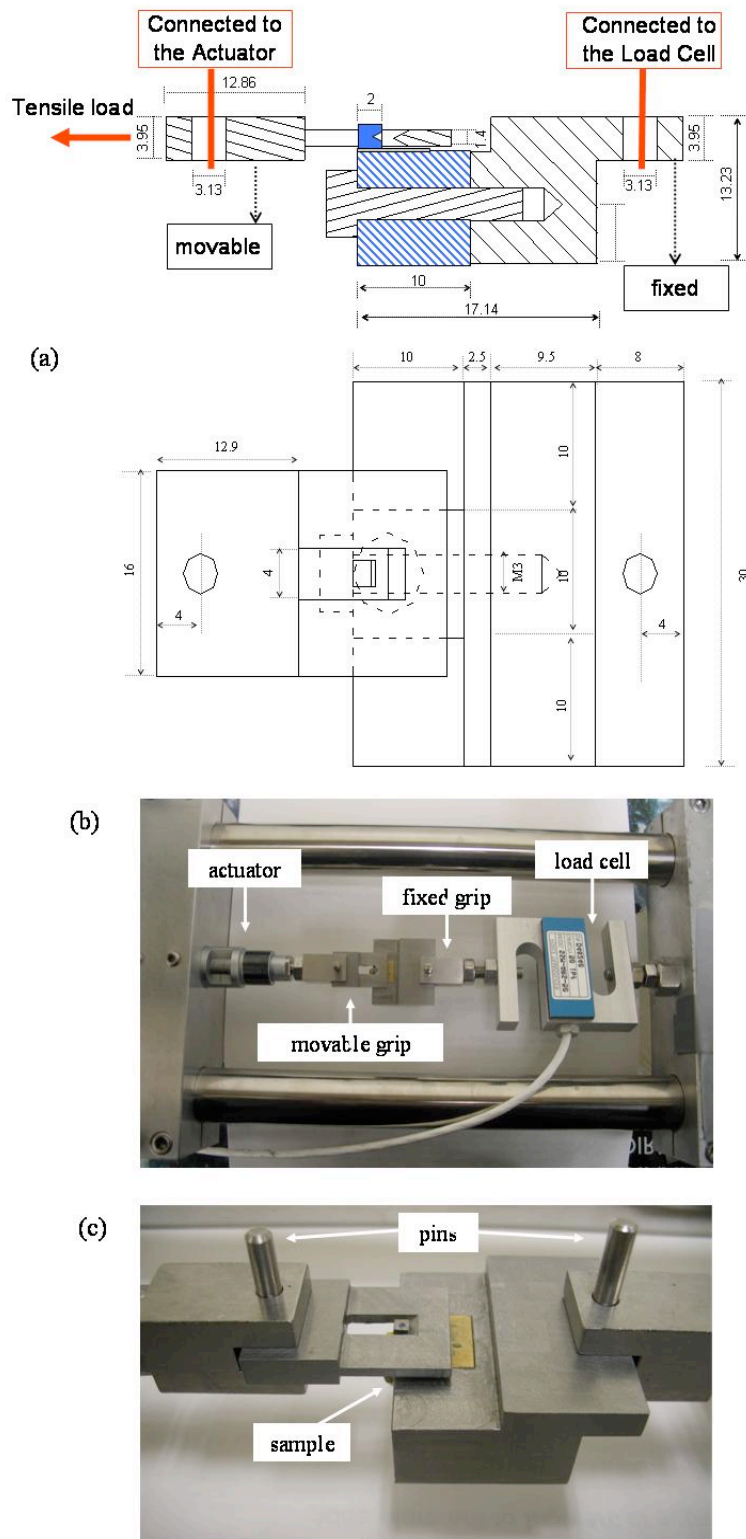 Connected to
the Actuator
Connected to
the Load Cell
12.86
2
Tensile load
3.95
1.4
3.95
13.23
3.13
3.13
movable
10
fixed
17.14
(a)
10
2.5
9.5
8
12.9
10
16
4
M3
10
30
4
4
10
(b)
actuator
load cell
fixed grip
movable grip
(c)
pins
sample